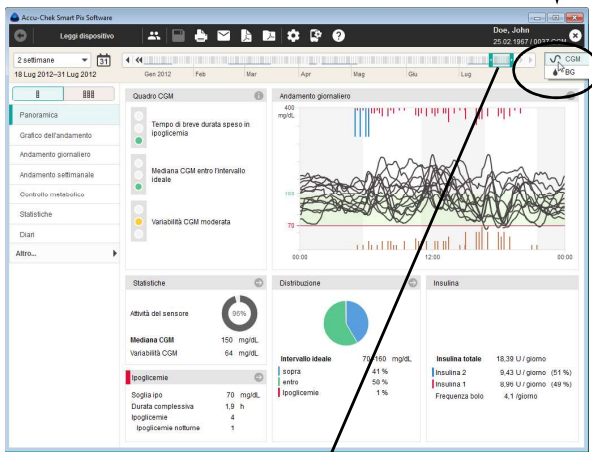 Accu-Chek Smart Pix Software
Leggi dispositivo
Doe, John
25.02.1967 / 0037 CGM
2 settimane
31
18 Lug 2012–31 Lug 2012
Gen 2012 Feb Mar Apr Mag Giu Lug
CGM
BG
Panoramica
Grafico dell'andamento
Andamento giornaliero
Andamento settimanale
Controllo metabolico
Statistiche
Diari
Altro...
Quadro CGM
Tempo di breve durata speso in
ipoglicemia
Mediana CGM entro l'intervallo
ideale
Variabilità CGM moderata
Andamento giornaliero
400
mg/dL
160
70
00:00 12:00 00:00
Statistiche
Attività del sensore 95%
Mediana CGM 150 mg/dL
Variabilità CGM 64 mg/dL
Ipoglicemie
Soglia ipo 70 mg/dL
Durata complessiva 1,9 h
Ipoglicemie 4
Ipoglicemie notturne 1
Distribuzione
Intervallo ideale 70-160 mg/dL
sopra 41 %
entro 58 %
Ipoglicemie 1 %
Insulina
Insulina totale 18,39 U / giorno
Insulina 2 9,43 U / giorno (51 %)
Insulina 1 8,96 U / giorno (49 %)
Frequenza bolo 4,1 /giorno